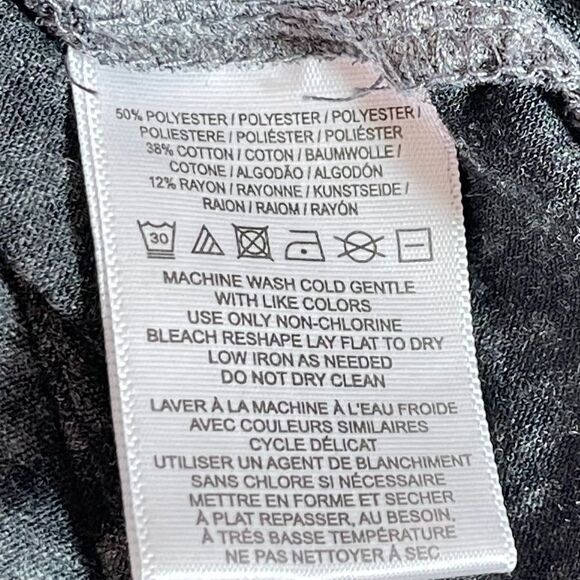 50% POLYESTER / POLYESTER / POLYESTER /
POLIESTERE / POLIÉSTER / POLIÉSTER
38% COTTON / COTON / BAUMWOLLE /
COTONE / ALGODÃO / ALGODÓN
12% RAYON / RAYONNE / KUNSTSEIDE /
RAION / RAIOM / RAYÓN
30
MACHINE WASH COLD GENTLE
WITH LIKE COLORS
USE ONLY NON-CHLORINE
BLEACH RESHAPE LAY FLAT TO DRY
LOW IRON AS NEEDED
DO NOT DRY CLEAN
LAVER À LA MACHINE À L'EAU FROIDE
AVEC COULEURS SIMILAIRES
CYCLE DÉLICAT
UTILISER UN AGENT DE BLANCHIMENT
SANS CHLORE SI NÉCESSAIRE
METTRE EN FORME ET SECHER
À PLAT REPASSER, AU BESOIN,
À TRÉS BASSE TEMPÉRATURE
NE PAS NETTOYER À SEC